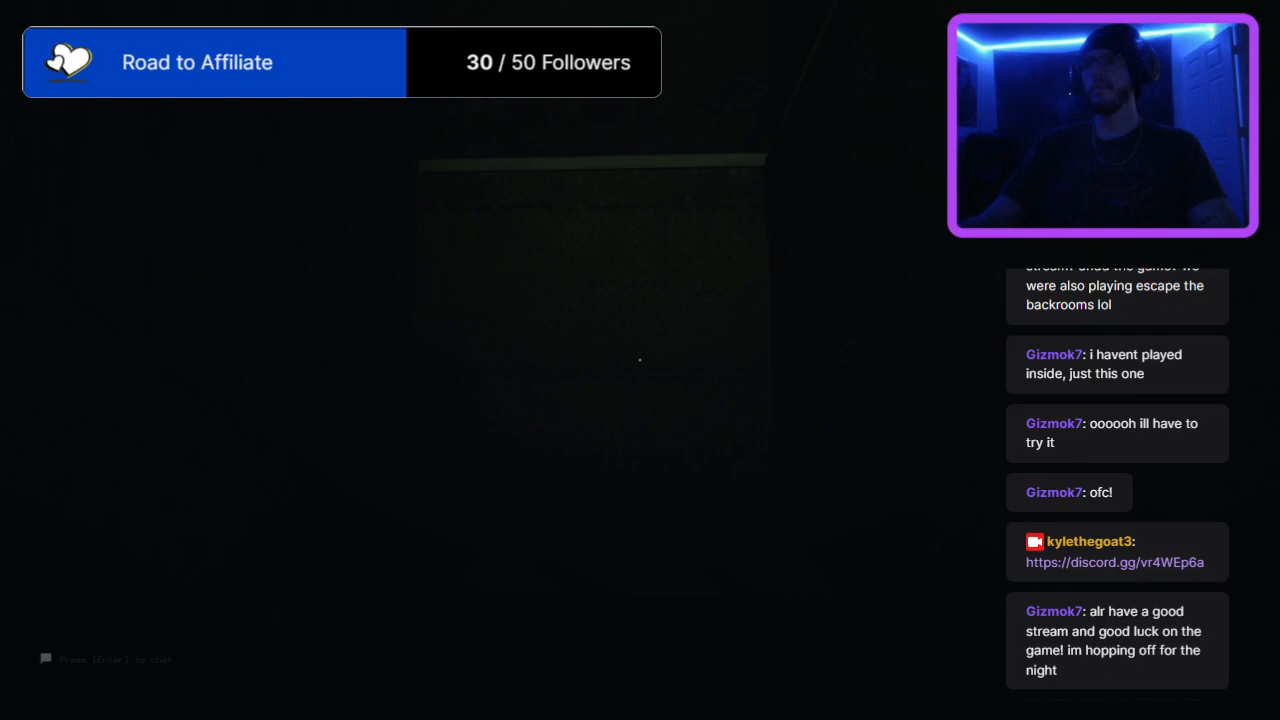 Road to Affiliate
30 / 50 Followers
were also playing escape the
backrooms lol
Gizmok7: i havent played
inside, just this one
Gizmok7: oooooh ill have to
try it
Gizmok7: ofc!
kylethegoat3:
https://discord.gg/vr4WEp6a
Gizmok7: alr have a good
stream and good luck on the
game! im hopping off for the
night
Press [Enter] to chat.